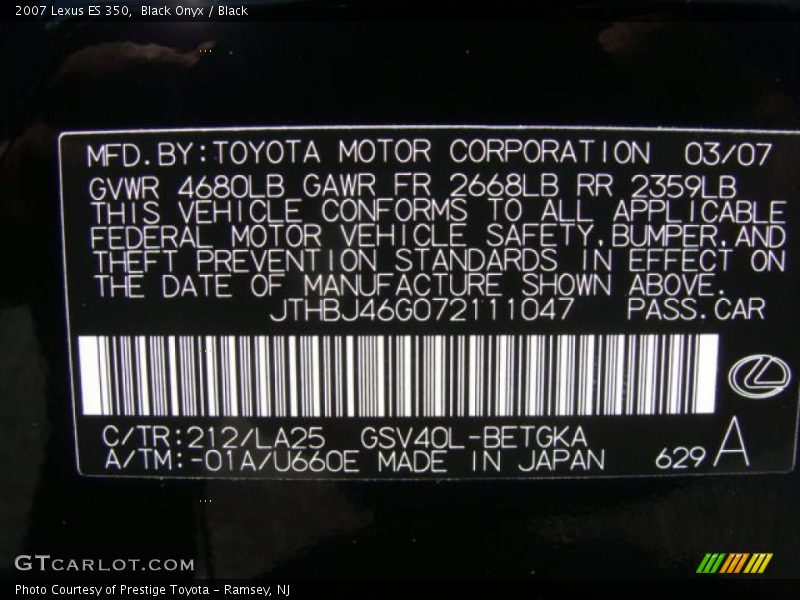 2007 Lexus ES 350, Black Onyx / Black
MFD.BY:TOYOTA MOTOR CORPORATION 03/07
GVWR 4680LB GAWR FR 2668LB RR 2359LB
THIS VEHICLE CONFORMS TO ALL APPLICABLE
FEDERAL MOTOR VEHICLE SAFETY,BUMPER,AND
THEFT PREVENTION STANDARDS IN EFFECT ON
THE DATE OF MANUFACTURE SHOWN ABOVE.
JTHBJ46G072111047 PASS.CAR
C/TR:212/LA25 GSV40L-BETGKA
A/TM:-01A/U660E MADE IN JAPAN 629 A
GTCARLOT.COM
Photo Courtesy of Prestige Toyota - Ramsey, NJ